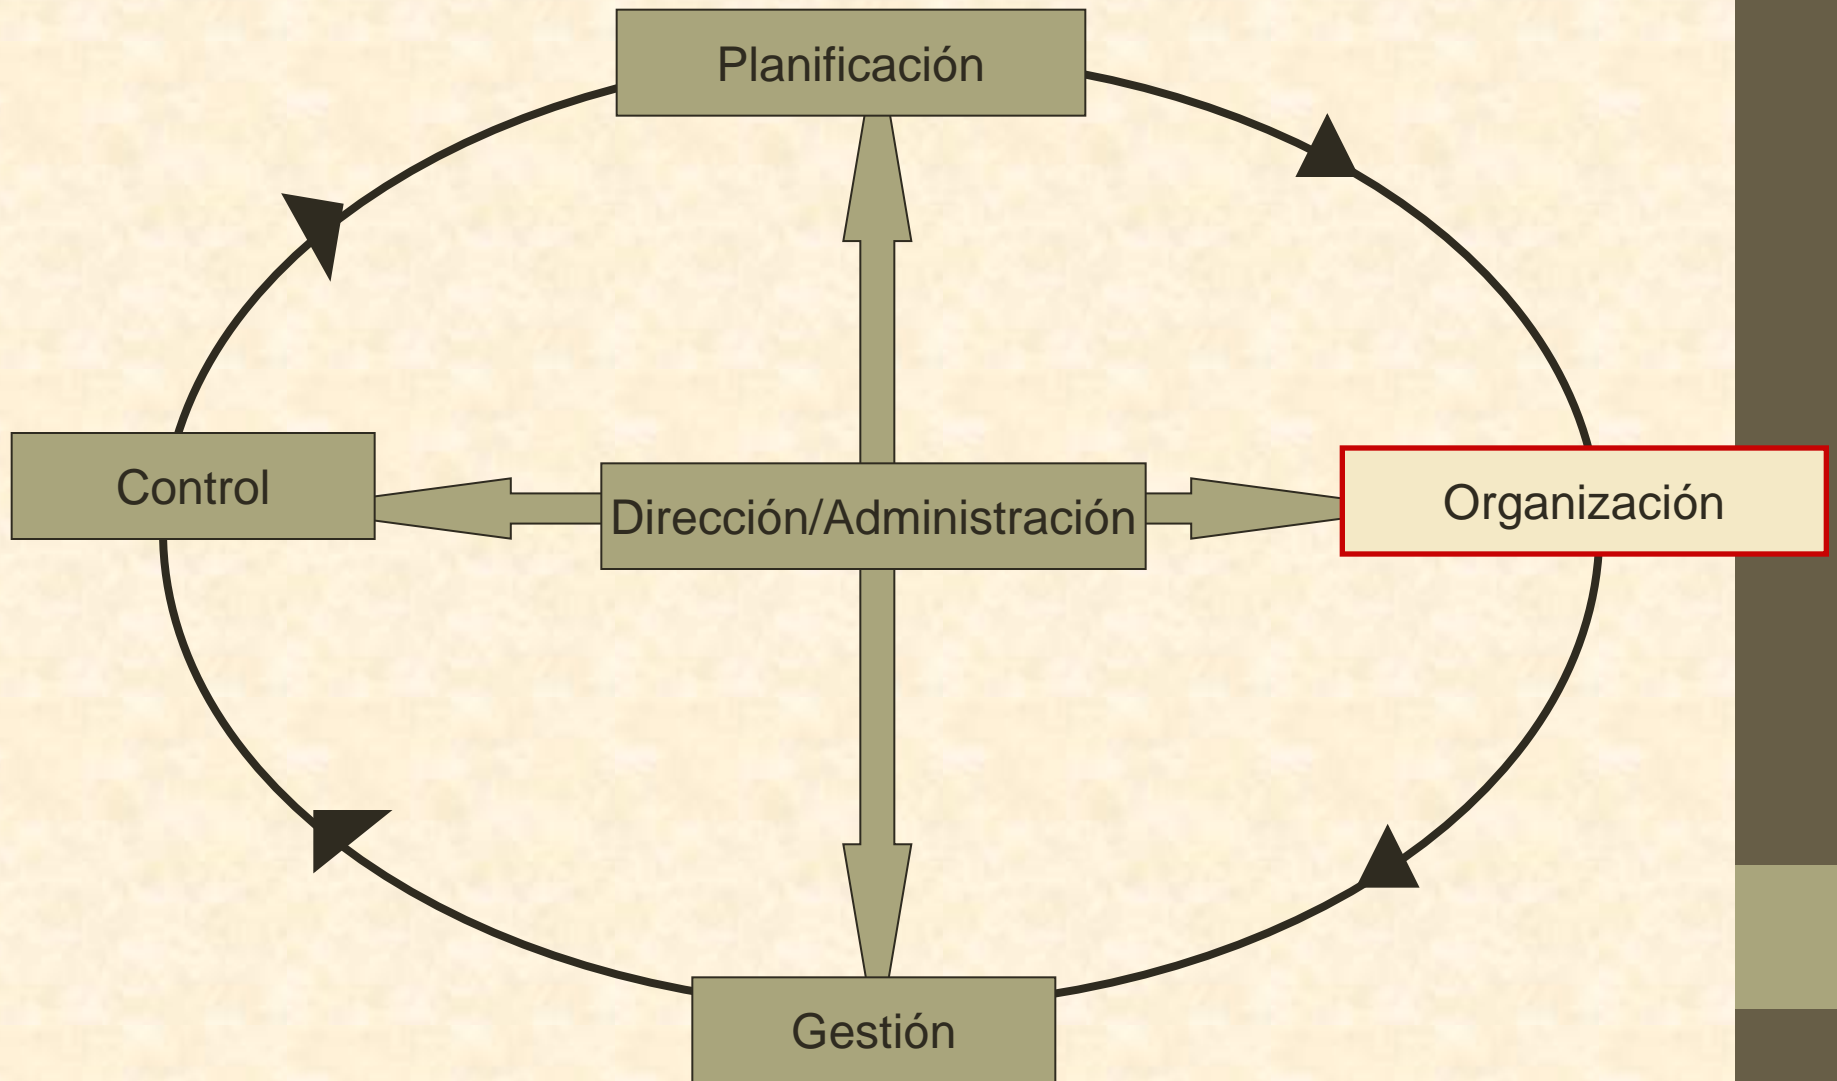 Planificación
Control
Dirección/Administración
Organización
Gestión